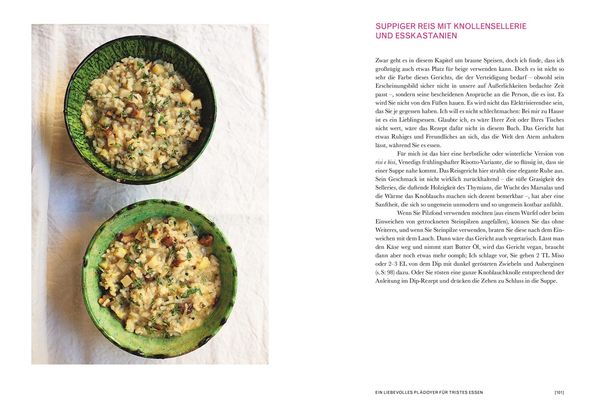 SUPPIGER REIS MIT KNOLLENSELLERIE
UND ESSKASTANIEN
Zwar geht es in diesem Kapitel um braune Speisen, doch ich finde, dass ich
großzügig auch etwas Platz für beige verwenden kann. Doch es ist nicht so
sehr die Farbe dieses Gerichts, die der Verteidigung bedarf – obwohl sein
Erscheinungsbild sicher nicht in unsere auf Äußerlichkeiten bedachte Zeit
passt –, sondern seine bescheidenen Ansprüche an die Person, die es isst. Es
wird Sie nicht von den Füßen hauen. Es wird nicht das Elektrisierendste sein,
das Sie je gegessen haben. Ich will es nicht schlechtmachen: Bei mir zu Hause
ist es ein Lieblingsessen. Glaubte ich, es wäre Ihrer Zeit oder Ihres Tisches
nicht wert, wäre das Rezept dafür nicht in diesem Buch. Das Gericht hat
etwas Ruhiges und Freundliches an sich, das die Welt den Atem anhalten
lässt, während Sie es essen.
Für mich ist das hier eine herbstliche oder winterliche Version von
risi e bisi, Venedigs frühlingshafter Risotto-Variante, die so flüssig ist, dass sie
einer Suppe nahe kommt. Das Reisgericht hier strahlt eine elegante Ruhe aus.
Sein Geschmack ist nicht wirklich zurückhaltend – die süße Grasigkeit des
Selleries, die duftende Holzigkeit des Thymians, die Wucht des Marsalas und
die Wärme das Knoblauchs machen sich dezent bemerkbar –, hat aber eine
Sanftheit, die sich so ungemein unmodern und so ungemein kostbar anfühlt.
Wenn Sie Pilzfond verwenden möchten (aus einem Würfel oder beim
Einweichen von getrockneten Steinpilzen angefallen), können Sie das ohne
Weiteres, und wenn Sie Steinpilze verwenden, braten Sie diese nach dem Ein-
weichen mit dem Lauch. Dann wäre das Gericht auch vegetarisch. Lässt man
den Käse weg und nimmt statt Butter Öl, wird das Gericht vegan, braucht
dann aber noch etwas mehr oomph; Ich schlage vor, Sie geben 2 TL Miso
oder 2–3 EL von dem Dip mit dunkel gerösteten Zwiebeln und Auberginen
(s. S. 98) dazu. Oder Sie rösten eine ganze Knoblauchknolle entsprechend der
Anleitung im Dip-Rezept und drücken die Zehen zu Schluss in die Suppe.
EIN LIEBEVOLLES PLÄDOYER FÜR TRISTES ESSEN
[101]